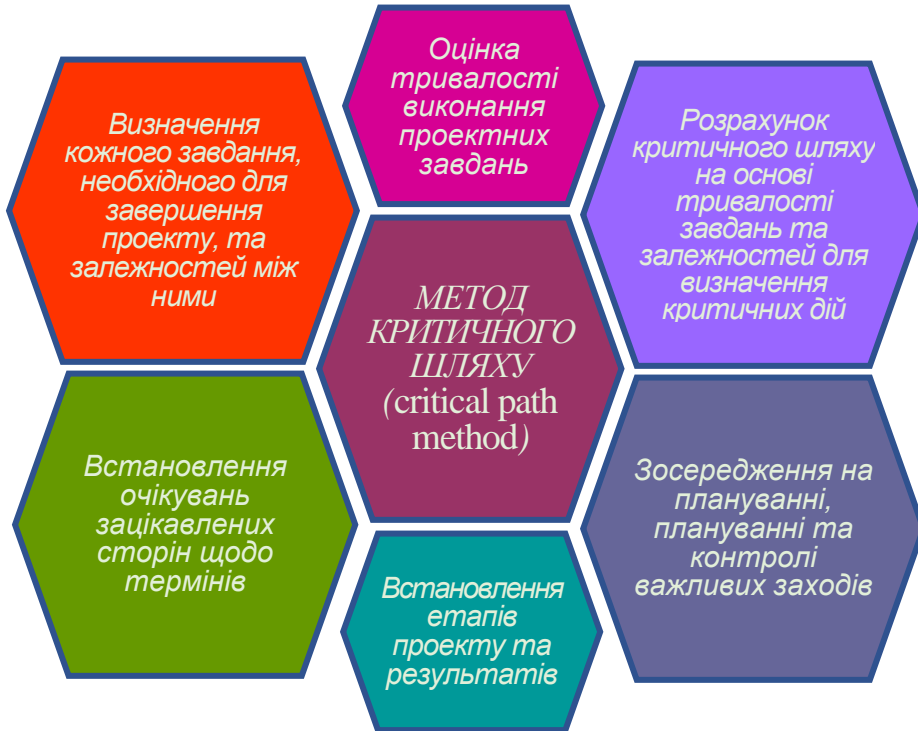 Оцінка
тривалості
виконання
проектних
завдань
Визначення
кожного завдання,
необхідного для
завершення
проекту, та
залежностей між
ними
Розрахунок
критичного шляху
на основі
тривалості
завдань та
залежностей для
визначення
критичних дій
МЕТОД
КРИТИЧНОГО
ШЛЯХУ
(critical path
method)
Встановлення
очікувань
зацікавлених
сторін щодо
термінів
Зосередження на
плануванні,
плануванні та
контролі
важливих заходів
Встановлення
етапів
проекту та
результатів